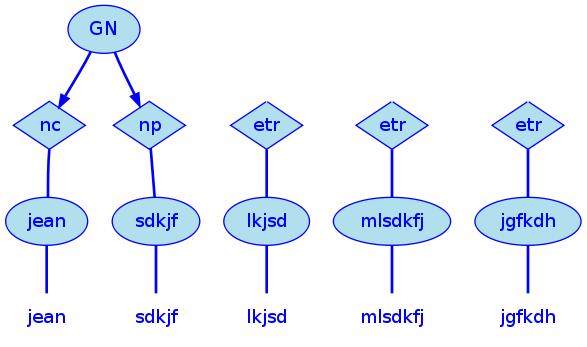 GN
nc np etr etr etr
jean sdkjf lkjsd mlsdkfj jgfkdh
jean sdkjf lkjsd mlsdkfj jgfkdh